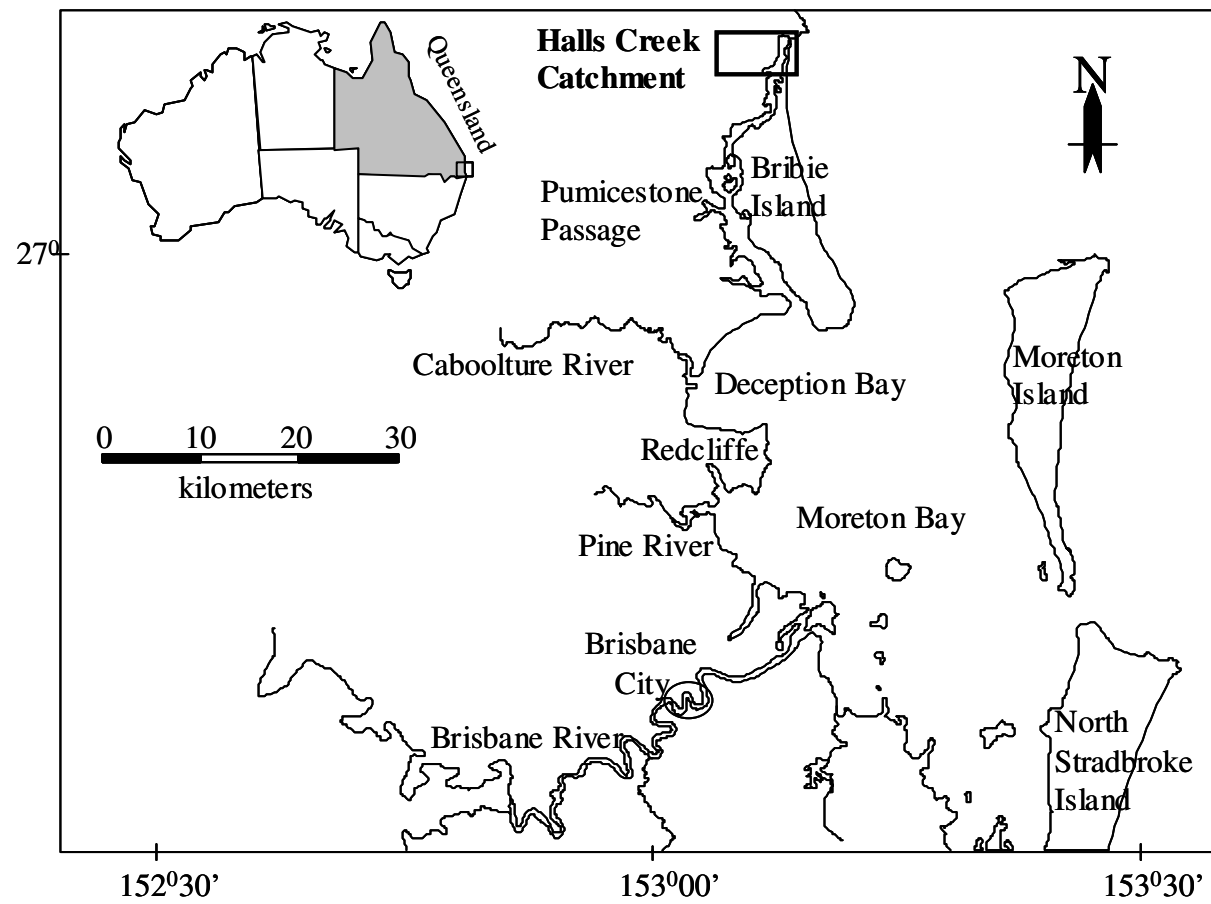 Halls Creek
Catchment
Queensland
N
Pumicestone
Passage
Bribie
Island
27⁰
Caboolture River
Deception Bay
Moreton
Island
0 10 20 30
kilometers
Redcliffe
Moreton Bay
Pine River
Brisbane
City
Brisbane River
North
Stradbroke
Island
152⁰30’ 153⁰00’ 153⁰30’